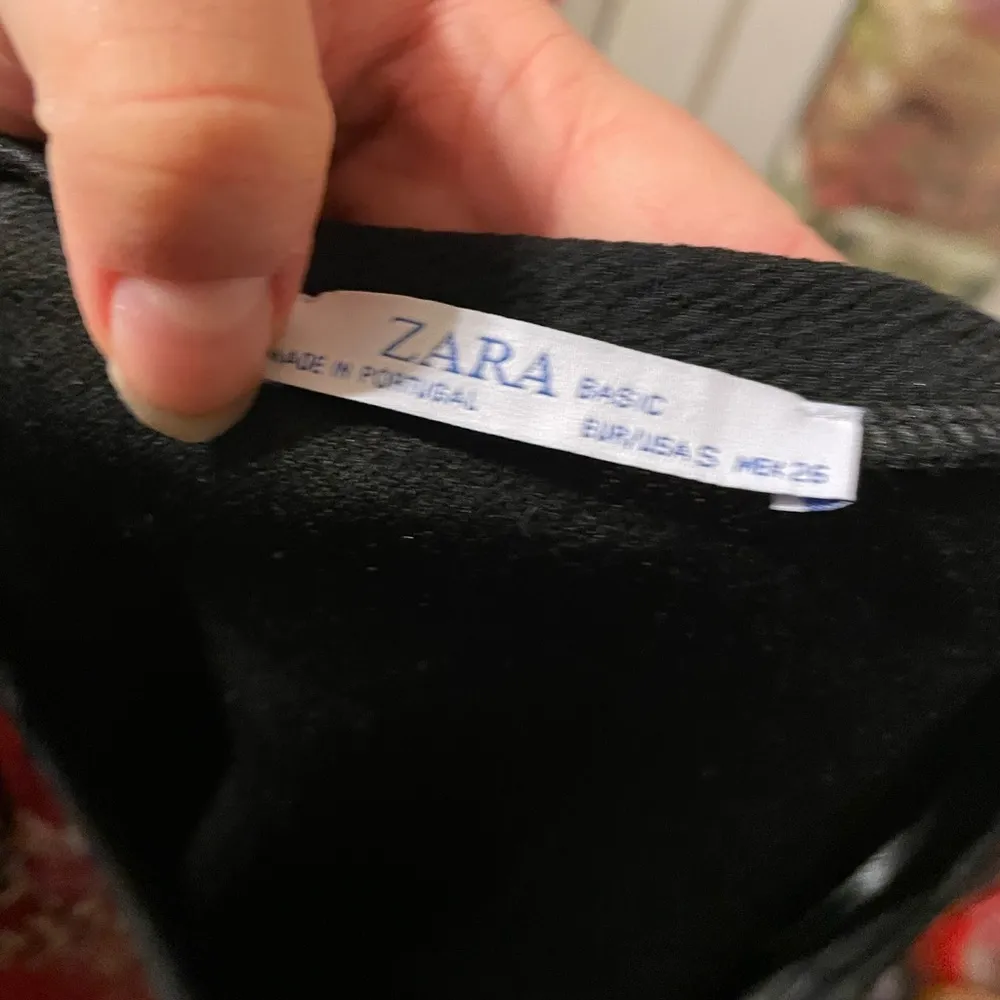 ZARA BASIC
MADE IN PORTUGAL
EUR/USA S MEX 26